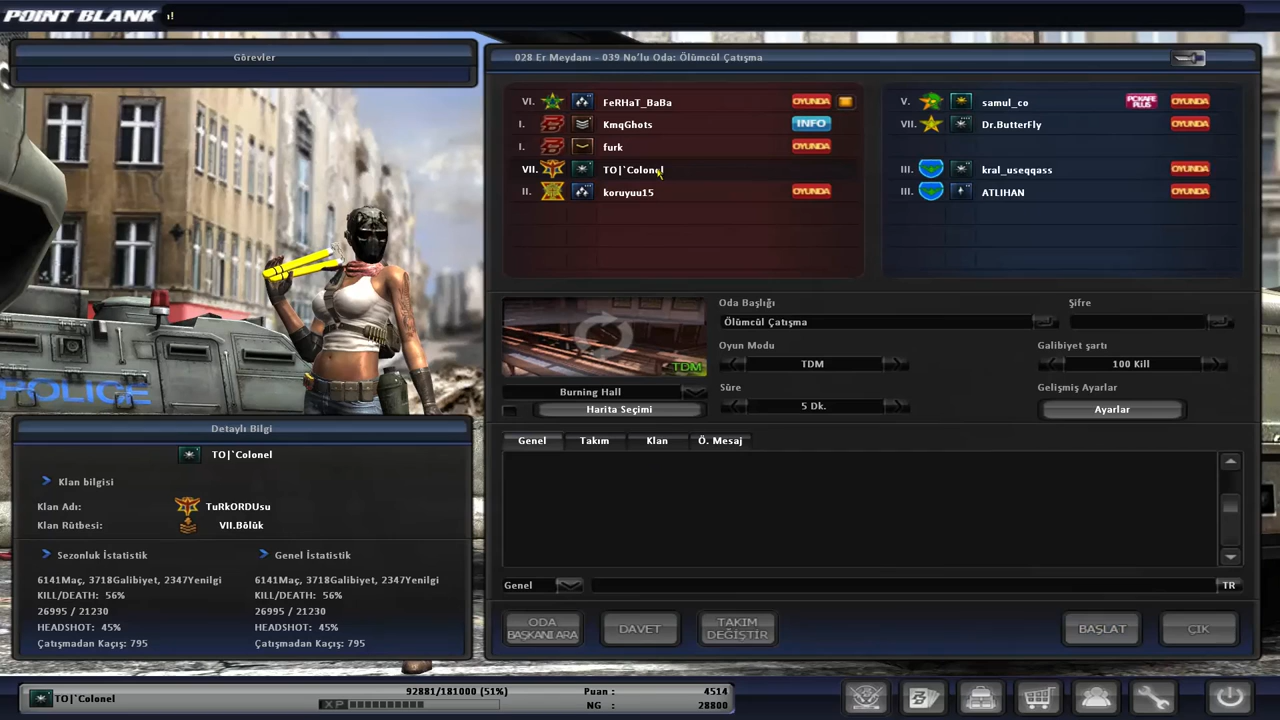 POINT BLANK
ı!
Görevler
028 Er Meydanı - 039 No'lu Oda: Ölümcül Çatışma
VI. FeRHaT_BaBa OYUNDA
I. KmqGhots INFO
I. furk OYUNDA
VII. TO|`Colonel
II. koruyuu15 OYUNDA
V. samul_co PCKAFE PLUS OYUNDA
VII. Dr.ButterFly OYUNDA
III. kral_useqqass OYUNDA
III. ATLIHAN OYUNDA
POLICE
TDM
Burning Hall
Harita Seçimi
Oda Başlığı
Ölümcül Çatışma
Şifre
Oyun Modu
TDM
Galibiyet şartı
100 Kill
Süre
5 Dk.
Gelişmiş Ayarlar
Ayarlar
Detaylı Bilgi
TO|`Colonel
Klan bilgisi
Klan Adı: TuRkORDUsu
Klan Rütbesi: VII.Bölük
Sezonluk İstatistik
6141Maç, 3718Galibiyet, 2347Yenilgi
KILL/DEATH: 56%
26995 / 21230
HEADSHOT: 45%
Çatışmadan Kaçış: 795
Genel İstatistik
6141Maç, 3718Galibiyet, 2347Yenilgi
KILL/DEATH: 56%
26995 / 21230
HEADSHOT: 45%
Çatışmadan Kaçış: 795
Genel Takım Klan Ö. Mesaj
Genel TR
ODA BAŞKANI ARA
DAVET
TAKIM DEĞİŞTİR
BAŞLAT
ÇIK
TO|`Colonel
92881/181000 (51%)
XP
Puan : 4514
NG : 28800